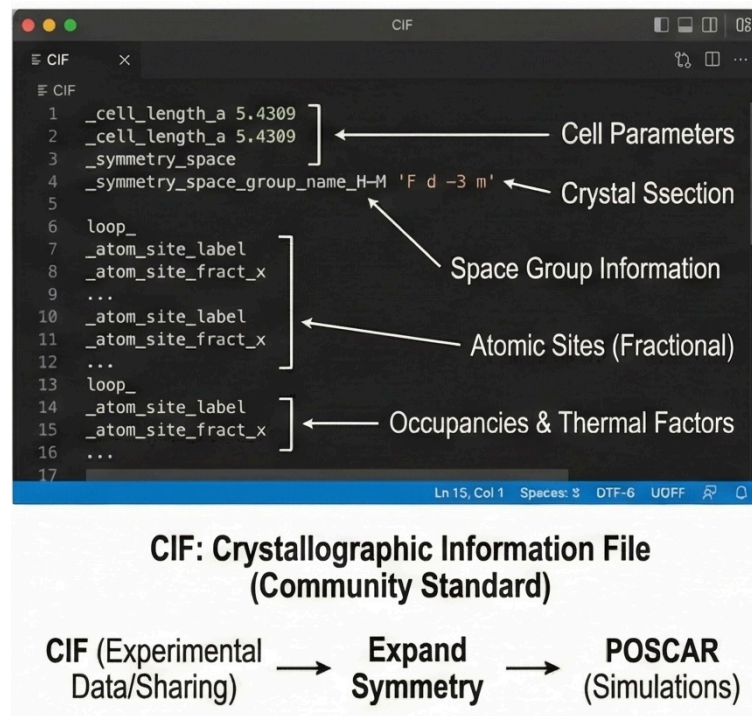 CIF
CIF
CIF
1 _cell_length_a 5.4309
2 _cell_length_a 5.4309
3 _symmetry_space
4 _symmetry_space_group_name_H-M 'F d -3 m'
5
6 loop_
7 _atom_site_label
8 _atom_site_fract_x
9 ...
10 _atom_site_label
11 _atom_site_fract_x
12 ...
13 loop_
14 _atom_site_label
15 _atom_site_fract_x
16 ...
17
Cell Parameters
Crystal Ssection
Space Group Information
Atomic Sites (Fractional)
Occupancies & Thermal Factors
Ln 15, Col 1 DTF-6 UOFF
CIF: Crystallographic Information File
(Community Standard)
CIF (Experimental
Data/Sharing)
Expand
Symmetry
POSCAR
(Simulations)